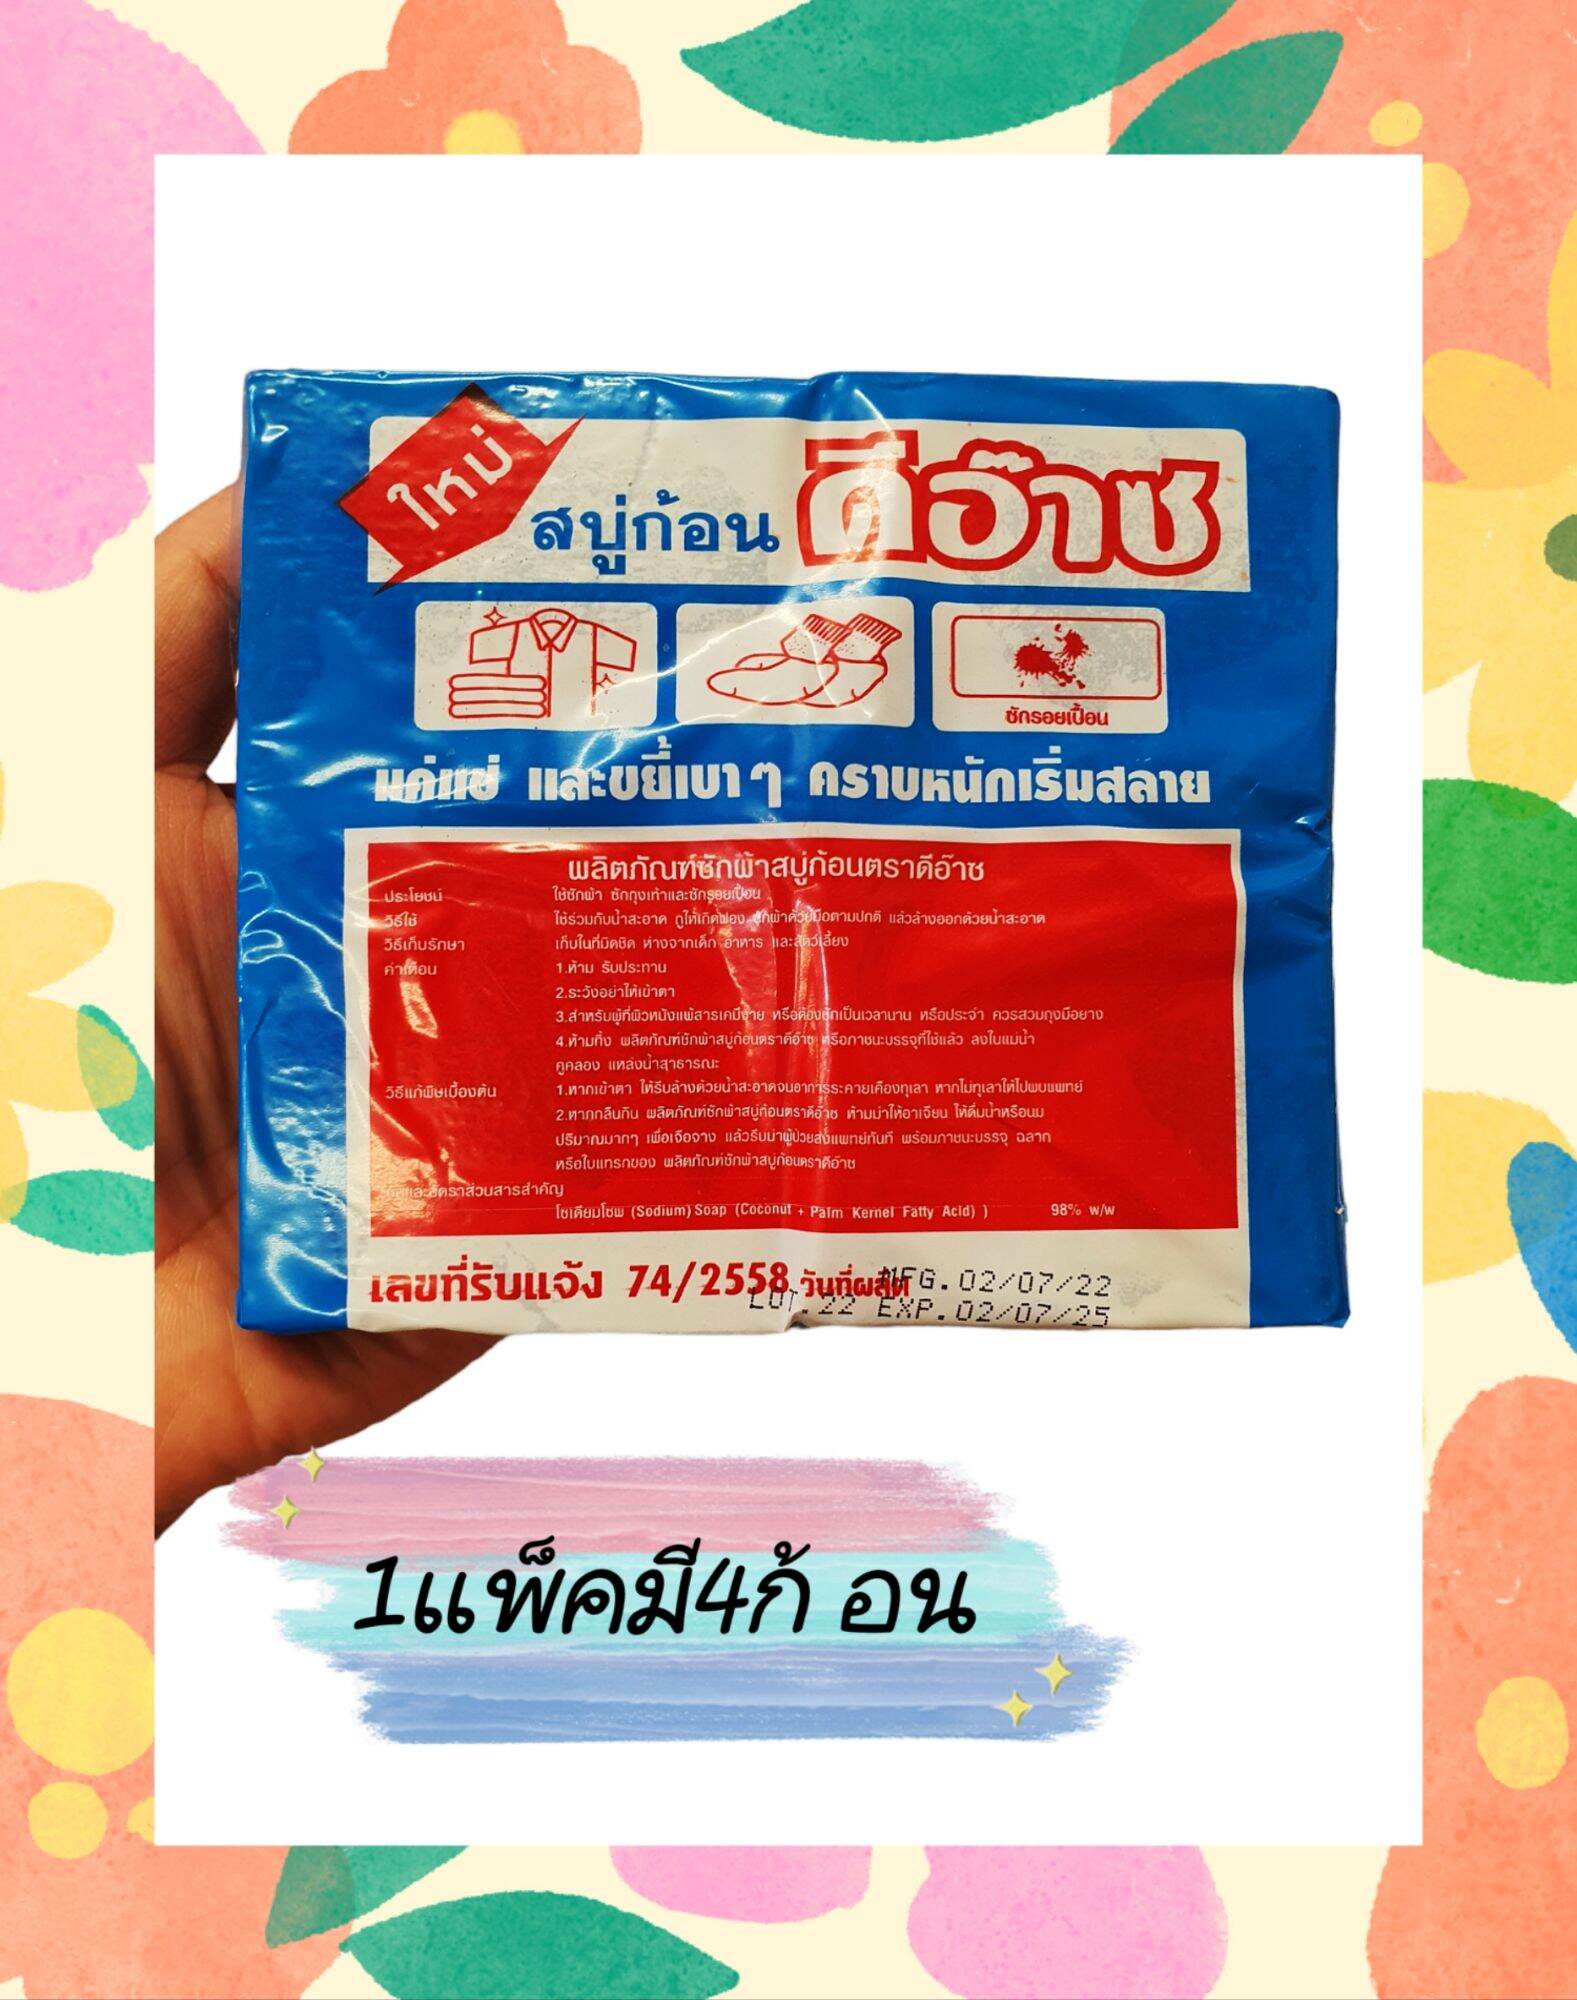 ใหม่
สบู่ก้อน ดีอ๊าซ
ซักรอยเปื้อน
แค่แช่ และขยี้เบาๆ คราบหนักเริ่มสลาย
ผลิตภัณฑ์ซักผ้าสบู่ก้อนตราดีอ๊าซ
ประโยชน์ ใช้ซักผ้า ซักถุงเท้าและซักรอยเปื้อน
วิธีใช้ ใช้ร่วมกับน้ำสะอาด ถูให้เกิดฟอง ซักผ้าด้วยมือตามปกติ แล้วล้างออกด้วยน้ำสะอาด
วิธีเก็บรักษา เก็บในที่มิดชิด ห่างจากเด็ก อาหาร และสัตว์เลี้ยง
คำเตือน 1.ห้าม รับประทาน
2.ระวังอย่าให้เข้าตา
3.สำหรับผู้ที่ผิวหนังแพ้สารเคมีง่าย หรือต้องซักเป็นเวลานาน หรือประจำ ควรสวมถุงมือยาง
4.ห้ามทิ้ง ผลิตภัณฑ์ซักผ้าสบู่ก้อนตราดีอ๊าซ หรือภาชนะบรรจุที่ใช้แล้ว ลงในแม่น้ำ
คูคลอง แหล่งน้ำสาธารณะ
วิธีแก้พิษเบื้องต้น 1.หากเข้าตา ให้รีบล้างด้วยน้ำสะอาดจนอาการระคายเคืองทุเลา หากไม่ทุเลาให้ไปพบแพทย์
2.หากกลืนกิน ผลิตภัณฑ์ซักผ้าสบู่ก้อนตราดีอ๊าซ ห้ามทำให้อาเจียน ให้ดื่มน้ำหรือนม
ปริมาณมากๆ เพื่อเจือจาง แล้วรีบนำผู้ป่วยส่งแพทย์ทันที พร้อมภาชนะบรรจุ ฉลาก
หรือใบแทรกของ ผลิตภัณฑ์ซักผ้าสบู่ก้อนตราดีอ๊าซ
และอัตราส่วนสารสำคัญ
โซเดียมโซพ (Sodium) Soap (Coconut + Palm Kernel Fatty Acid) ) 98% w/w
เลขที่รับแจ้ง 74/2558 วันที่ผลิต MFG.02/07/22
LOT.22 EXP.02/07/25
1แพ็คมี4ก้ อน